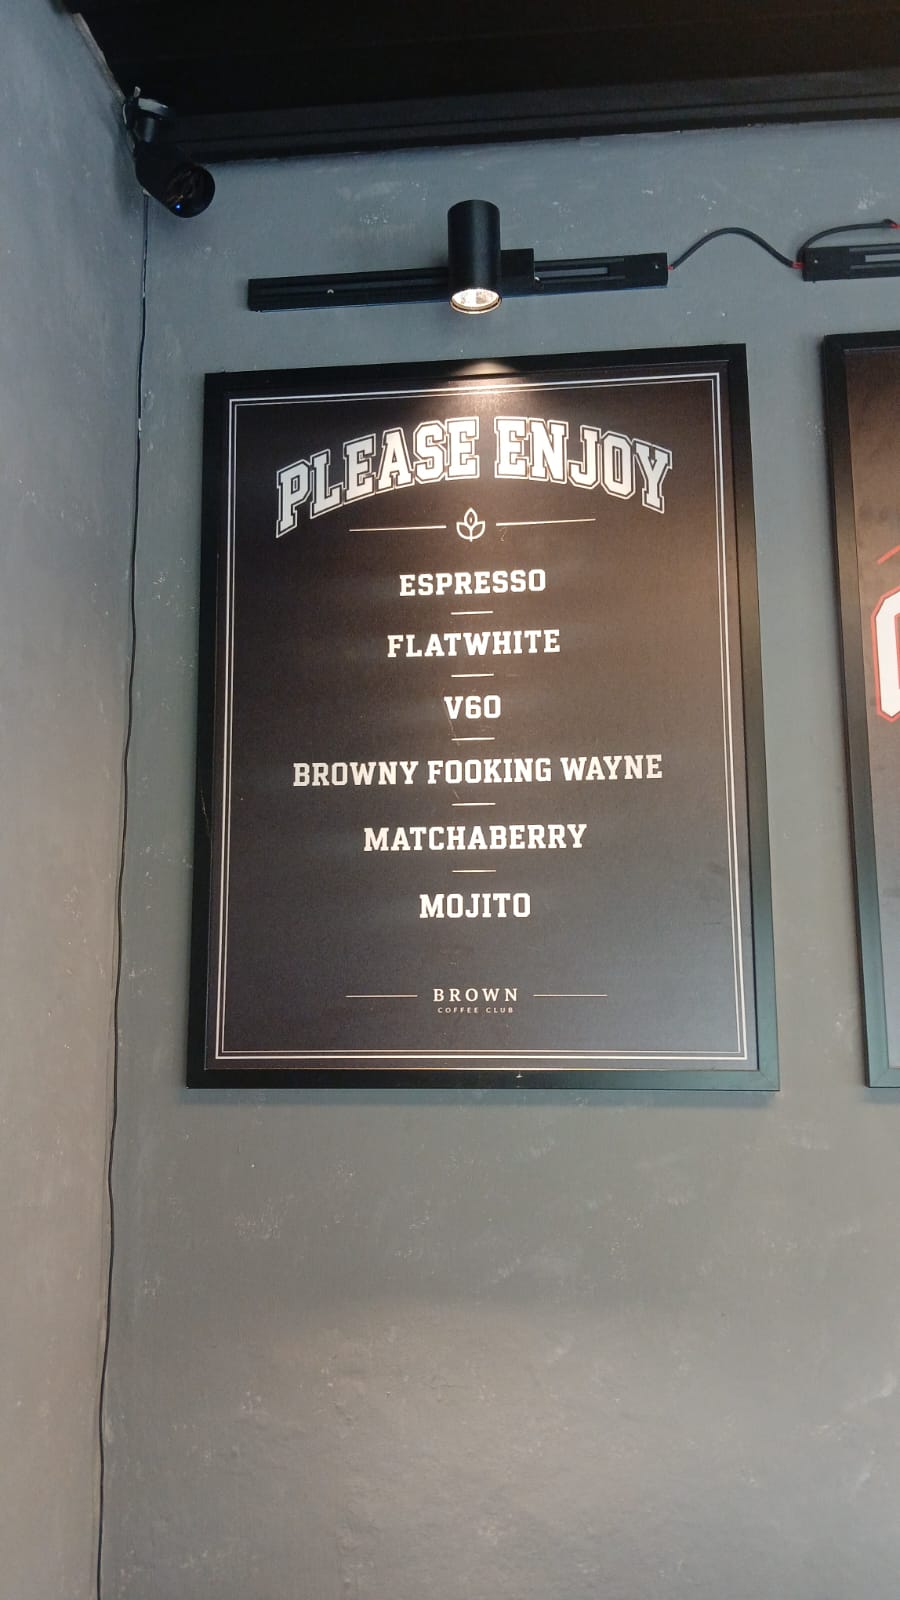 PLEASE ENJOY
ESPRESSO
FLATWHITE
V60
BROWNY FOOKING WAYNE
MATCHABERRY
MOJITO
BROWN
COFFEE CLUB